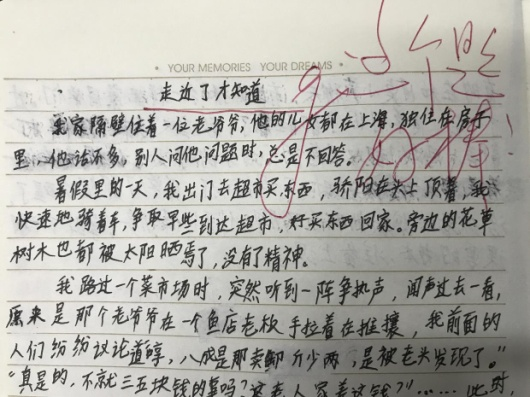 YOUR MEMORIES YOUR DREAMS
走近了才知道
我家隔壁住着一位老爷爷,他的儿女都在上海,独住在房子
里,他话不多,别人问他问题时,总是不回答。
暑假里的一天,我出门去超市买东西,骄阳在头上顶着,我
快速地骑着车,争取早些到达超市,好买东西回家。旁边的花草
树木也都被太阳晒焉了,没有了精神。
我路过一个菜市场时,突然听到一阵争执声,闻声过去一看,
原来是那个老爷爷在一个鱼店老板手拉着在推攘,我前面的
人们纷纷议论道,八成是那卖鱼斤少两,是被老头发现了。"
"真是的,不就三五块钱的事吗?这老人家差这钱?"……此时,